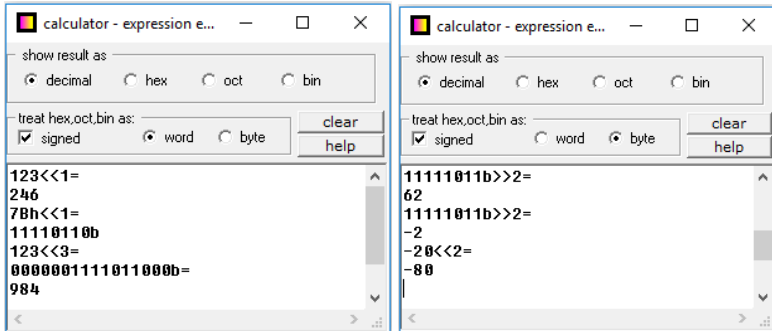 calculator - expression e...
show result as
decimal hex oct bin
treat hex,oct,bin as:
signed word byte
clear
help
123<<1=
246
7Bh<<1=
11110110b
123<<3=
0000001111011000b=
984
calculator - expression e...
show result as
decimal hex oct bin
treat hex,oct,bin as:
signed word byte
clear
help
11111011b>>2=
62
11111011b>>2=
-2
-20<<2=
-80